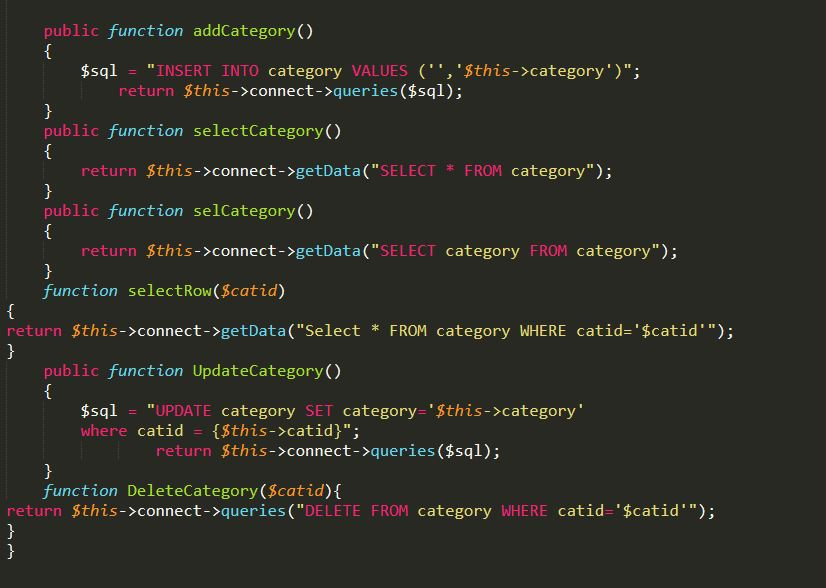 public function addCategory()
{
$sql = "INSERT INTO category VALUES ('','$this->category')";
return $this->connect->queries($sql);
}
public function selectCategory()
{
return $this->connect->getData("SELECT * FROM category");
}
public function selCategory()
{
return $this->connect->getData("SELECT category FROM category");
}
function selectRow($catid)
{
return $this->connect->getData("Select * FROM category WHERE catid='$catid'");
}
public function UpdateCategory()
{
$sql = "UPDATE category SET category='$this->category'
where catid = {$this->catid}";
return $this->connect->queries($sql);
}
function DeleteCategory($catid){
return $this->connect->queries("DELETE FROM category WHERE catid='$catid'");
}
}